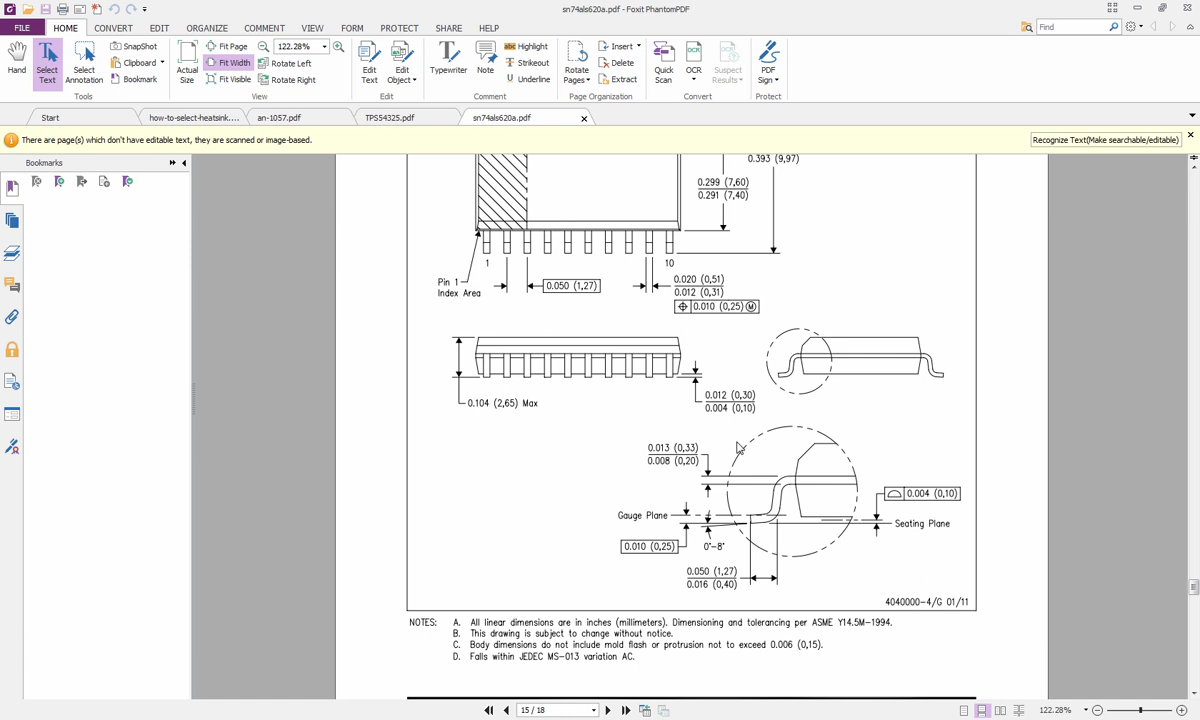 sn74als620a.pdf - Foxit PhantomPDF
FILE HOME CONVERT EDIT ORGANIZE COMMENT VIEW FORM PROTECT SHARE HELP
Find
Hand
Select Text
Select Annotation
SnapShot
Clipboard
Bookmark
Tools
Actual Size
Fit Page
Fit Width
Fit Visible
122.28%
Rotate Left
Rotate Right
View
Edit Text
Edit Object
Edit
Typewriter
Note
Highlight
Strikeout
Underline
Comment
Rotate Pages
Insert
Delete
Extract
Page Organization
Quick Scan
OCR
Suspect Results
Convert
PDF Sign
Protect
Start how-to-select-heatsink.... an-1057.pdf TPS54325.pdf sn74als620a.pdf
There are page(s) which don't have editable text, they are scanned or image-based.
Recognize Text(Make searchable/editable)
Bookmarks
0.393 (9,97)
0.299 (7,60)
0.291 (7,40)
1 10
Pin 1
Index Area
0.050 (1,27)
0.020 (0,51)
0.012 (0,31)
0.010 (0,25) M
0.104 (2,65) Max
0.012 (0,30)
0.004 (0,10)
0.013 (0,33)
0.008 (0,20)
0.004 (0,10)
Gauge Plane
Seating Plane
0.010 (0,25)
0°-8°
0.050 (1,27)
0.016 (0,40)
4040000-4/G 01/11
NOTES: A. All linear dimensions are in inches (millimeters). Dimensioning and tolerancing per ASME Y14.5M-1994.
B. This drawing is subject to change without notice.
C. Body dimensions do not include mold flash or protrusion not to exceed 0.006 (0,15).
D. Falls within JEDEC MS-013 variation AC.
15 / 18
122.28%